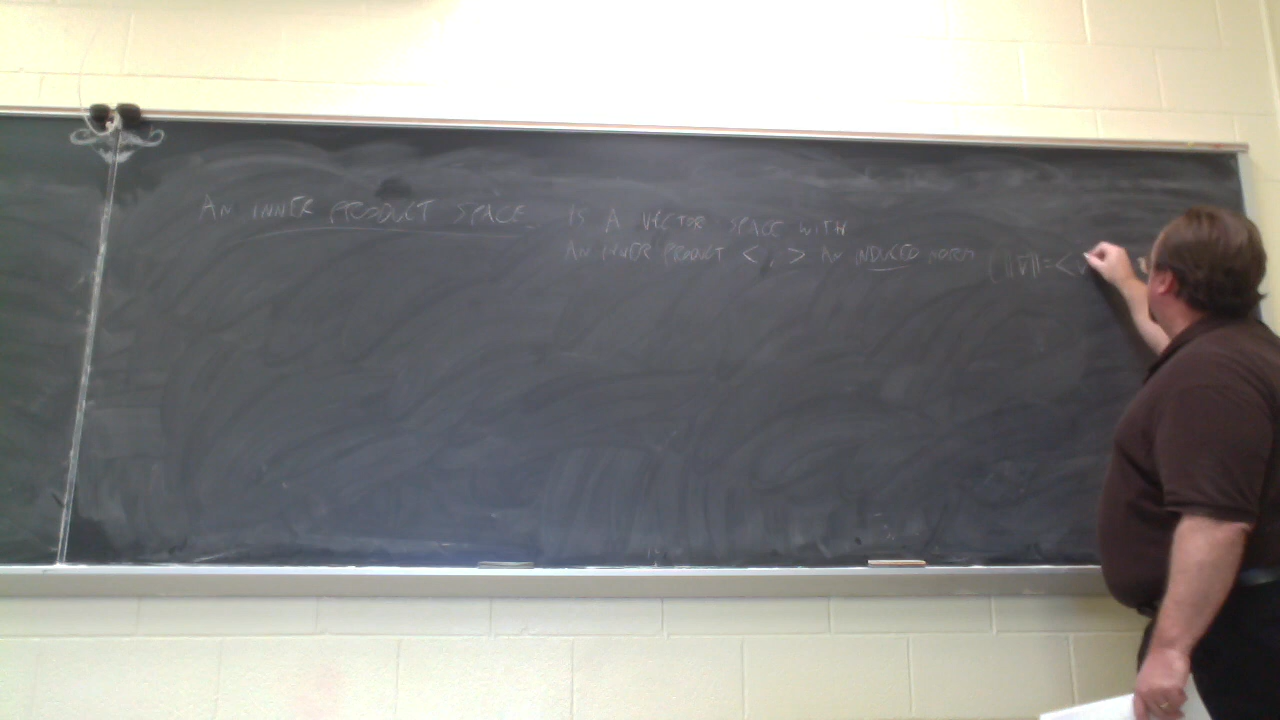 AN INNER PRODUCT SPACE IS A VECTOR SPACE WITH
AN INNER PRODUCT < , > AN INDUCED NORM (||v̄|| = <